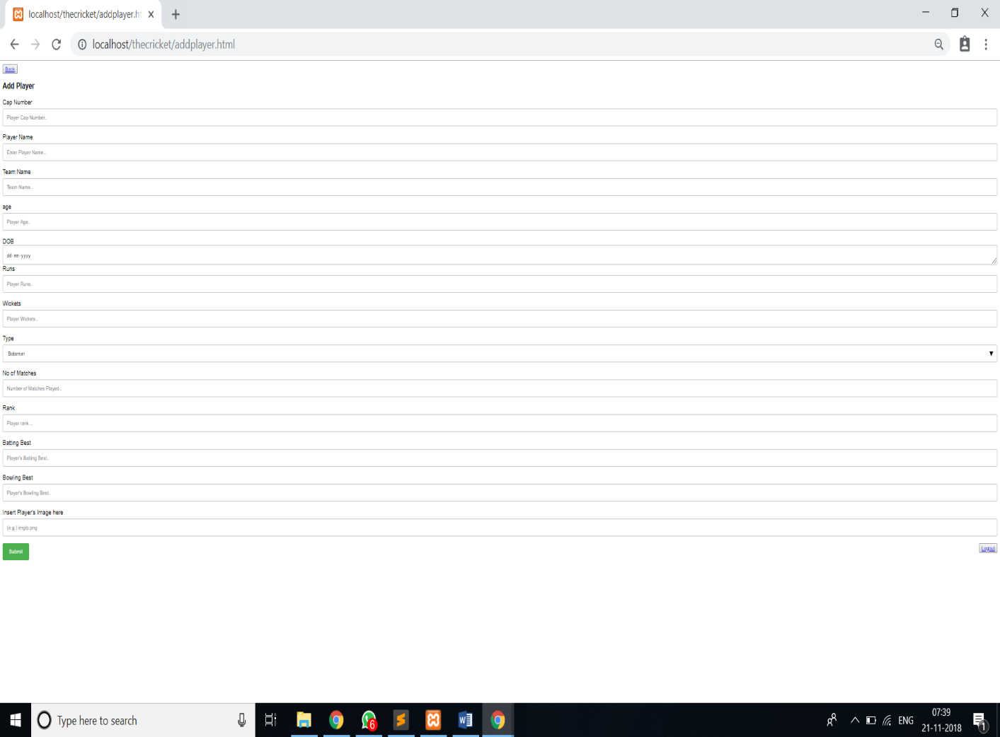 localhost/thecricket/addplayer.ht
localhost/thecricket/addplayer.html
Back
Add Player
Cap Number
Player Cap Number..
Player Name
Enter Player Name..
Team Name
Team Name..
age
Player Age..
DOB
dd-mm-yyyy
Runs
Player Runs..
Wickets
Player Wickets..
Type
Batsman
No of Matches
Number of Matches Played..
Rank
Player rank ...
Batting Best
Player's Batting Best..
Bowling Best
Player's Bowling Best..
Insert Player's Image here
(e.g.) img/p.png
Submit
Logout
Type here to search
6
ENG
07:39
21-11-2018
1